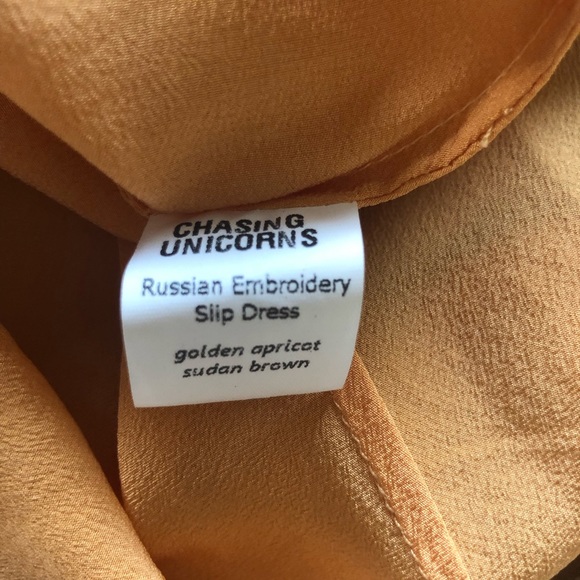 CHASING
UNICORNS
Russian Embroidery
Slip Dress
golden apricot
sudan brown